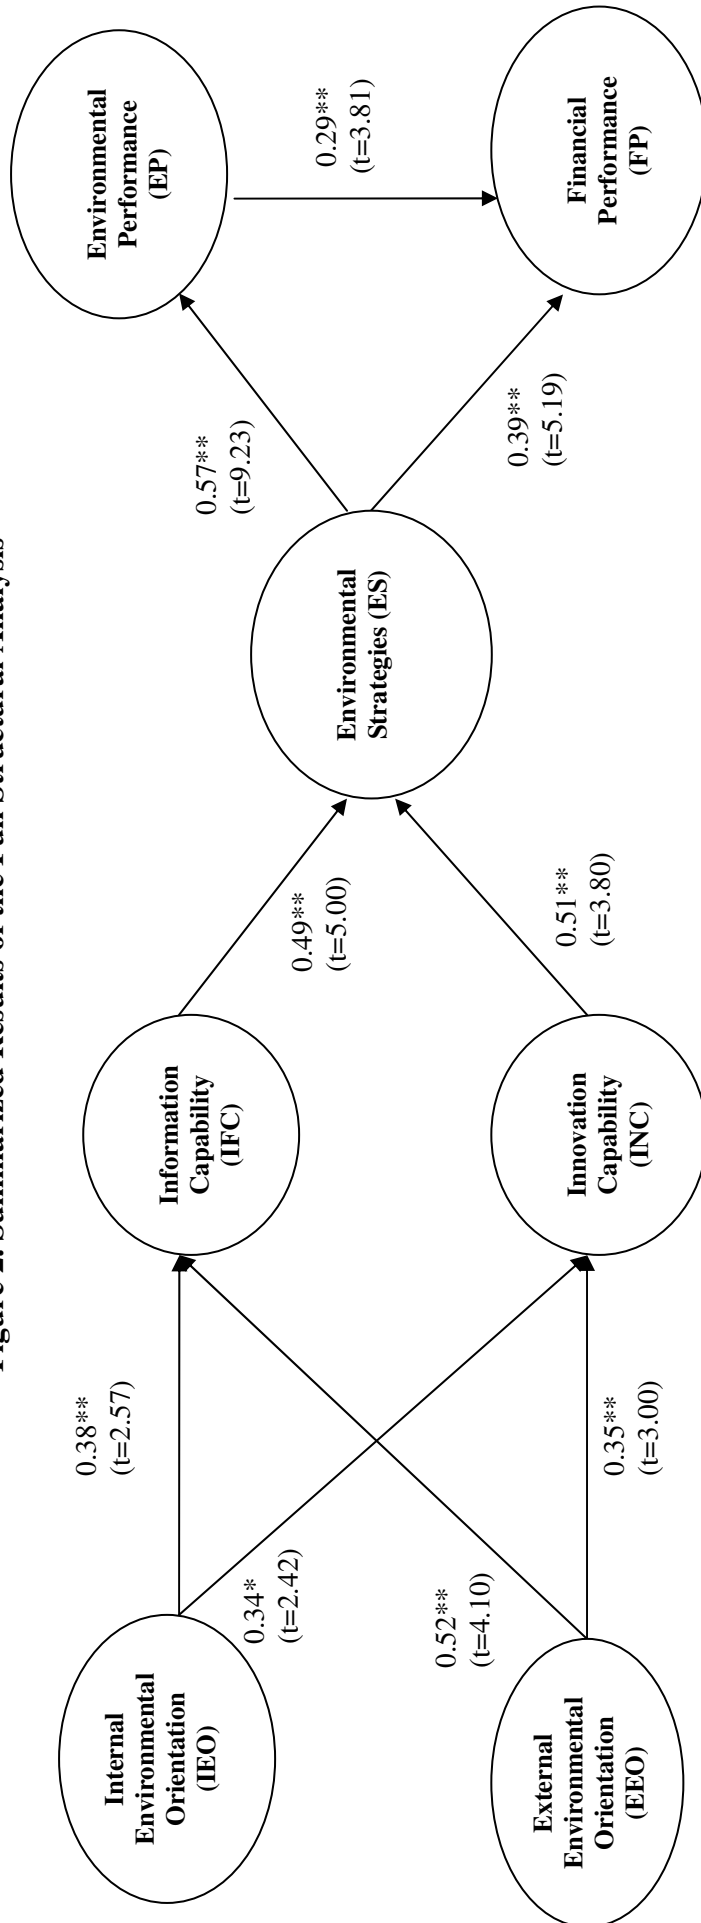 Figure 2: Summarized Results of the Full Structural Analysis
Internal
Environmental
Orientation
(IEO)
External
Environmental
Orientation
(EEO)
0.38**
(t=2.57)
0.34*
(t=2.42)
0.52**
(t=4.10)
0.35**
(t=3.00)
Information
Capability
(IFC)
Innovation
Capability
(INC)
0.49**
(t=5.00)
0.51**
(t=3.80)
Environmental
Strategies (ES)
0.57**
(t=9.23)
0.39**
(t=5.19)
Environmental
Performance
(EP)
0.29**
(t=3.81)
Financial
Performance
(FP)